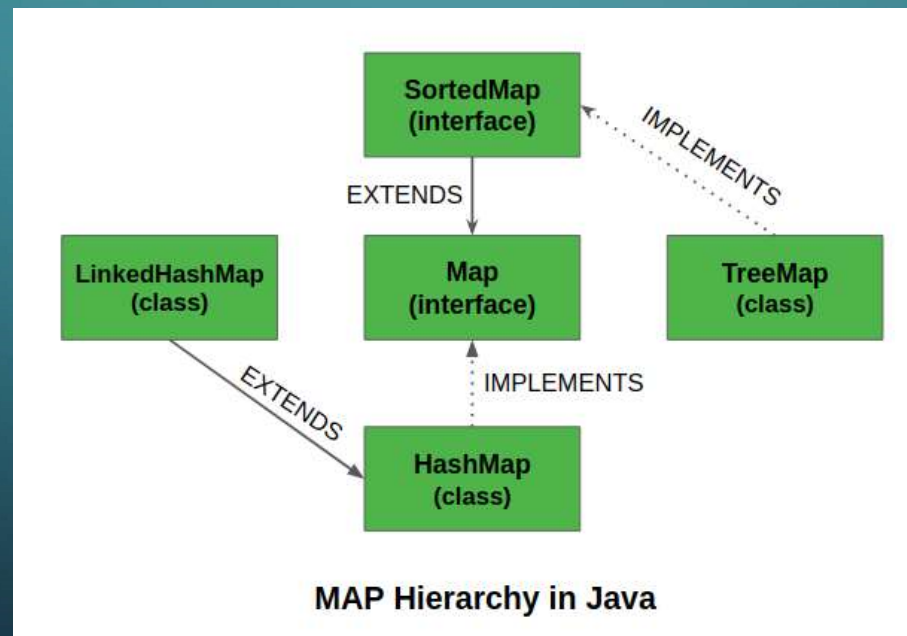 SortedMap
(interface)
IMPLEMENTS
EXTENDS
LinkedHashMap
(class)
Map
(interface)
TreeMap
(class)
EXTENDS
IMPLEMENTS
HashMap
(class)
MAP Hierarchy in Java